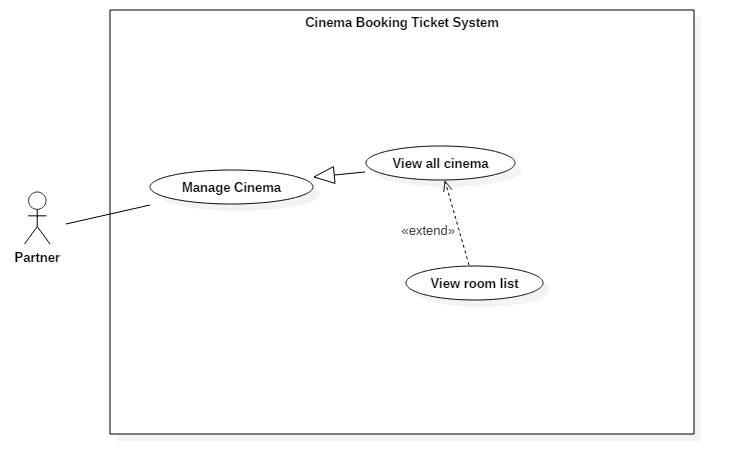 Cinema Booking Ticket System
View all cinema
Manage Cinema
«extend»
Partner
View room list